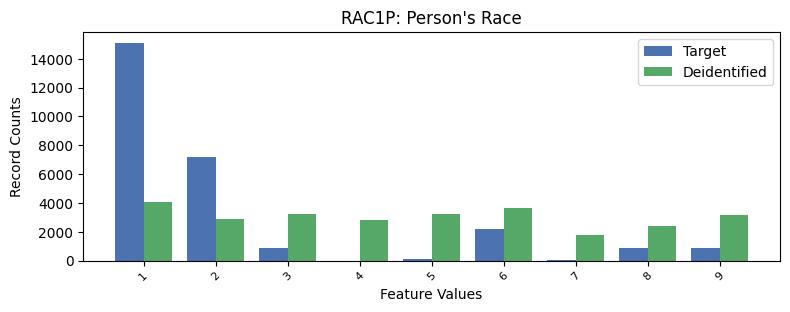 RAC1P: Person's Race
Target
Deidentified
Record Counts
14000
12000
10000
8000
6000
4000
2000
0
1 2 3 4 5 6 7 8 9
Feature Values